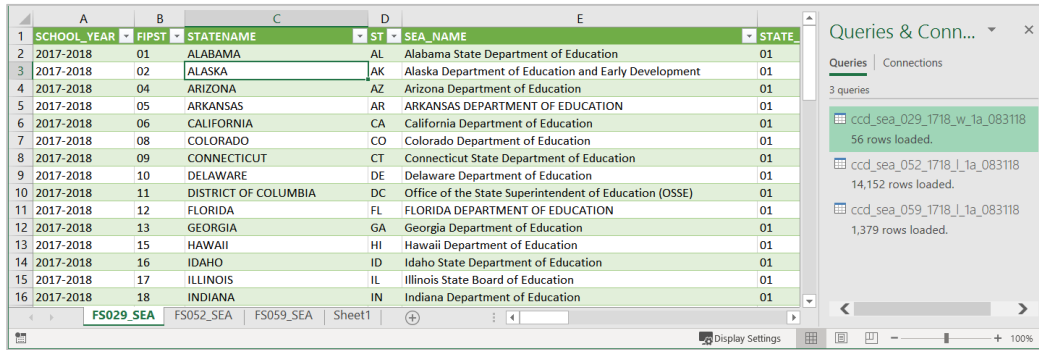 A B C D E
1 SCHOOL_YEAR FIPST STATENAME ST SEA_NAME STATE_
2 2017-2018 01 ALABAMA AL Alabama State Department of Education 01
3 2017-2018 02 ALASKA AK Alaska Department of Education and Early Development 01
4 2017-2018 04 ARIZONA AZ Arizona Department of Education 01
5 2017-2018 05 ARKANSAS AR ARKANSAS DEPARTMENT OF EDUCATION 01
6 2017-2018 06 CALIFORNIA CA California Department of Education 01
7 2017-2018 08 COLORADO CO Colorado Department of Education 01
8 2017-2018 09 CONNECTICUT CT Connecticut State Department of Education 01
9 2017-2018 10 DELAWARE DE Delaware Department of Education 01
10 2017-2018 11 DISTRICT OF COLUMBIA DC Office of the State Superintendent of Education (OSSE) 01
11 2017-2018 12 FLORIDA FL FLORIDA DEPARTMENT OF EDUCATION 01
12 2017-2018 13 GEORGIA GA Georgia Department of Education 01
13 2017-2018 15 HAWAII HI Hawaii Department of Education 01
14 2017-2018 16 IDAHO ID Idaho State Department of Education 01
15 2017-2018 17 ILLINOIS IL Illinois State Board of Education 01
16 2017-2018 18 INDIANA IN Indiana Department of Education 01
FS029_SEA FS052_SEA FS059_SEA Sheet1
Queries & Conn...
Queries Connections
3 queries
ccd_sea_029_1718_w_1a_083118
56 rows loaded.
ccd_sea_052_1718_l_1a_083118
14,152 rows loaded.
ccd_sea_059_1718_l_1a_083118
1,379 rows loaded.
Display Settings 100%